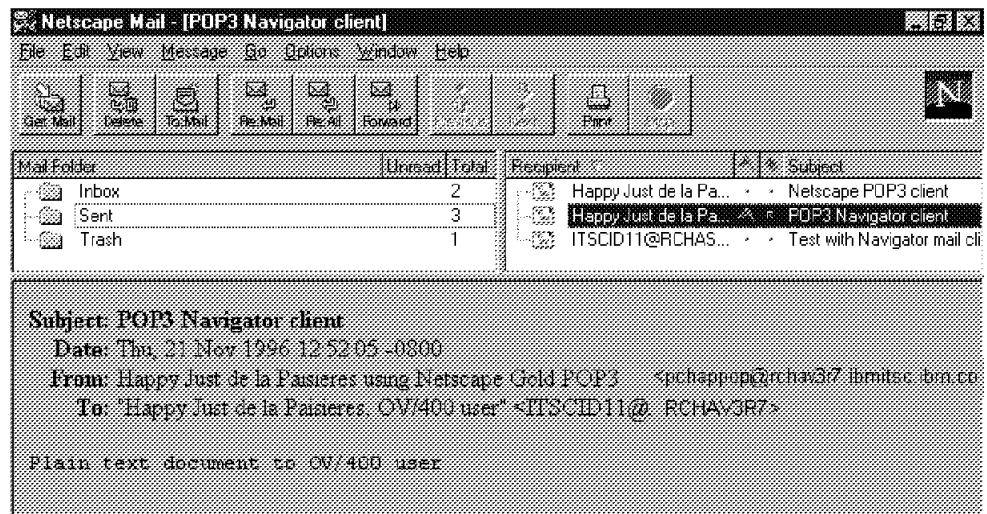 Netscape Mail - [POP3 Navigator client]
File Edit View Message Go Options Window Help
Get Mail Delete To:Mail Re:Mail Re:All Forward Print
N
Mail Folder Unread Total
Inbox 2
Sent 3
Trash 1
Recipient Subject
Happy Just de la Pa... Netscape POP3 client
Happy Just de la Pa... POP3 Navigator client
ITSCID11@RCHAS... Test with Navigator mail cli
Subject: POP3 Navigator client
Date: Thu, 21 Nov 1996 12:52:05 -0800
From: Happy Just de la Paisieres using Netscape Gold POP3 <pchappop@rchav3r7.ibmitso.ibm.co
To: "Happy Just de la Paisieres, OV/400 user" <ITSCID11@. RCHAV3R7>
Plain text document to OV/400 user